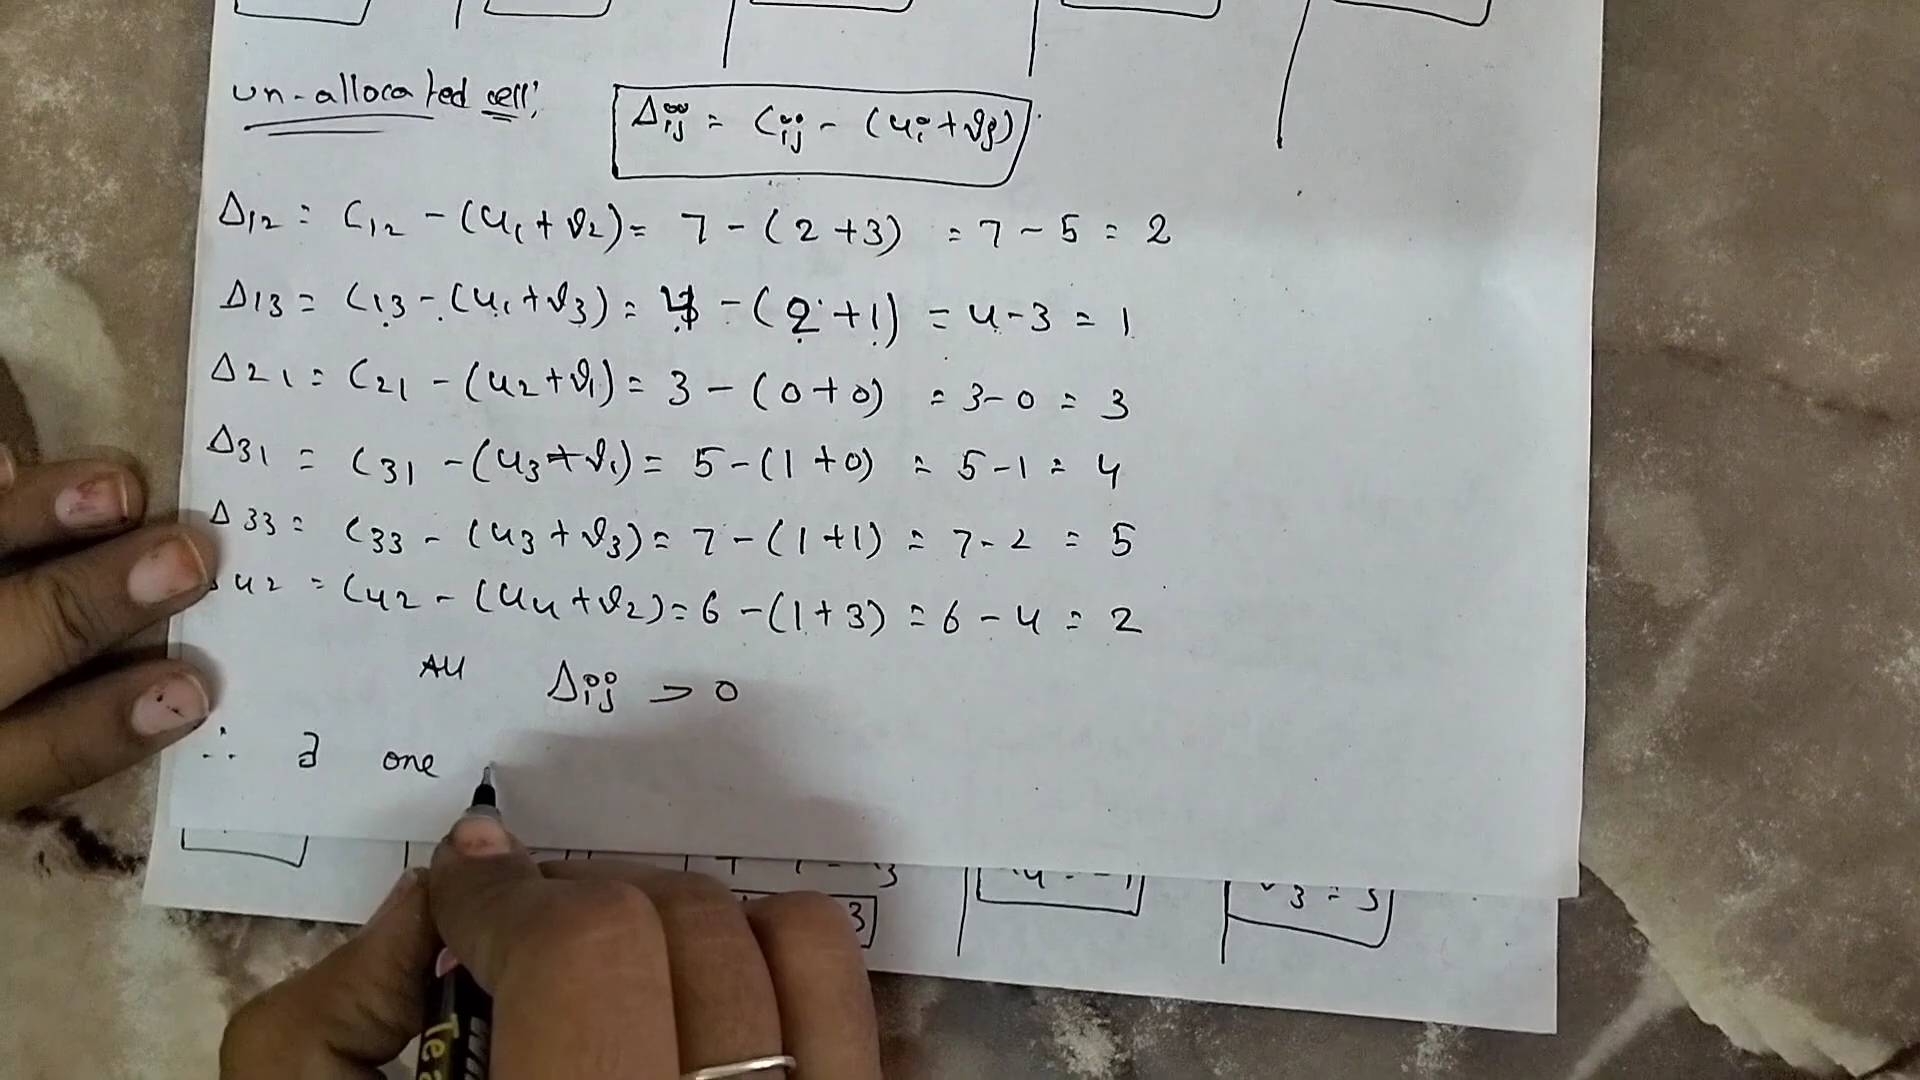 un-allocated cell:
Δij = Cij - (ui + vj)
Δ12 = C12 - (u1 + v2) = 7 - (2 + 3) = 7 - 5 = 2
Δ13 = C13 - (u1 + v3) = 4 - (2 + 1) = 4 - 3 = 1
Δ21 = C21 - (u2 + v1) = 3 - (0 + 0) = 3 - 0 = 3
Δ31 = C31 - (u3 + v1) = 5 - (1 + 0) = 5 - 1 = 4
Δ33 = C33 - (u3 + v3) = 7 - (1 + 1) = 7 - 2 = 5
42 = C42 - (u4 + v2) = 6 - (1 + 3) = 6 - 4 = 2
All Δij > 0
∴ ∃ one